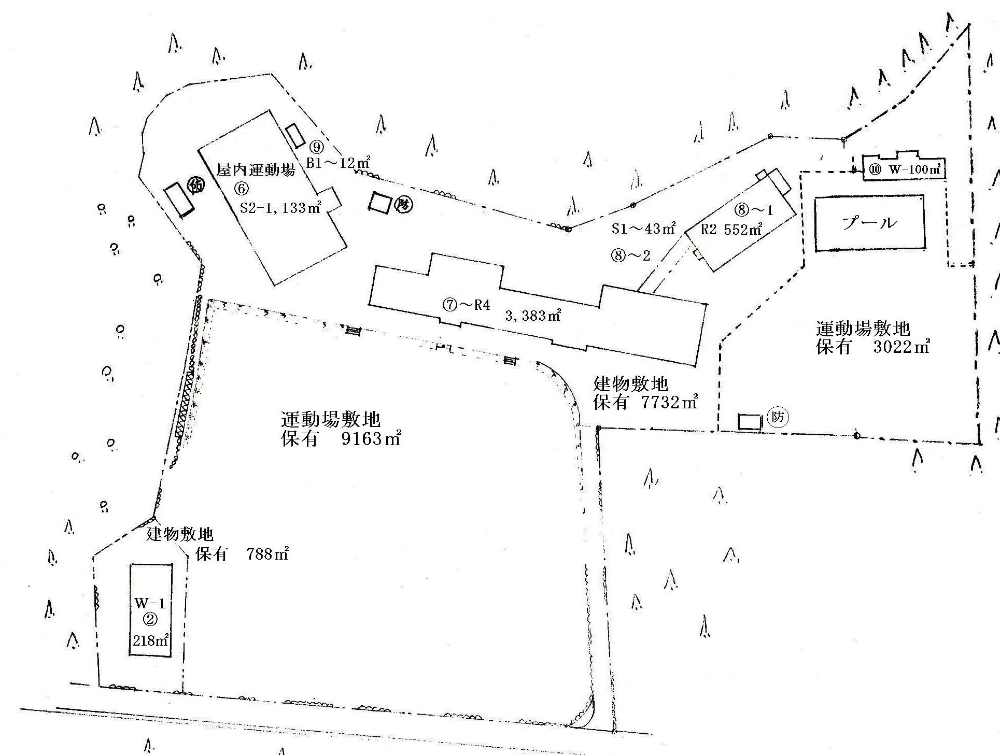 ⑨
B1～12㎡
屋内運動場
⑥
S2-1,133㎡
防
防
⑩ W-100㎡
プール
⑧～1
R2 552㎡
S1～43㎡
⑧～2
⑦～R4 3,383㎡
運動場敷地
保有 3022㎡
建物敷地
保有 7732㎡
防
運動場敷地
保有 9163㎡
建物敷地
保有 788㎡
W-1
②
218㎡